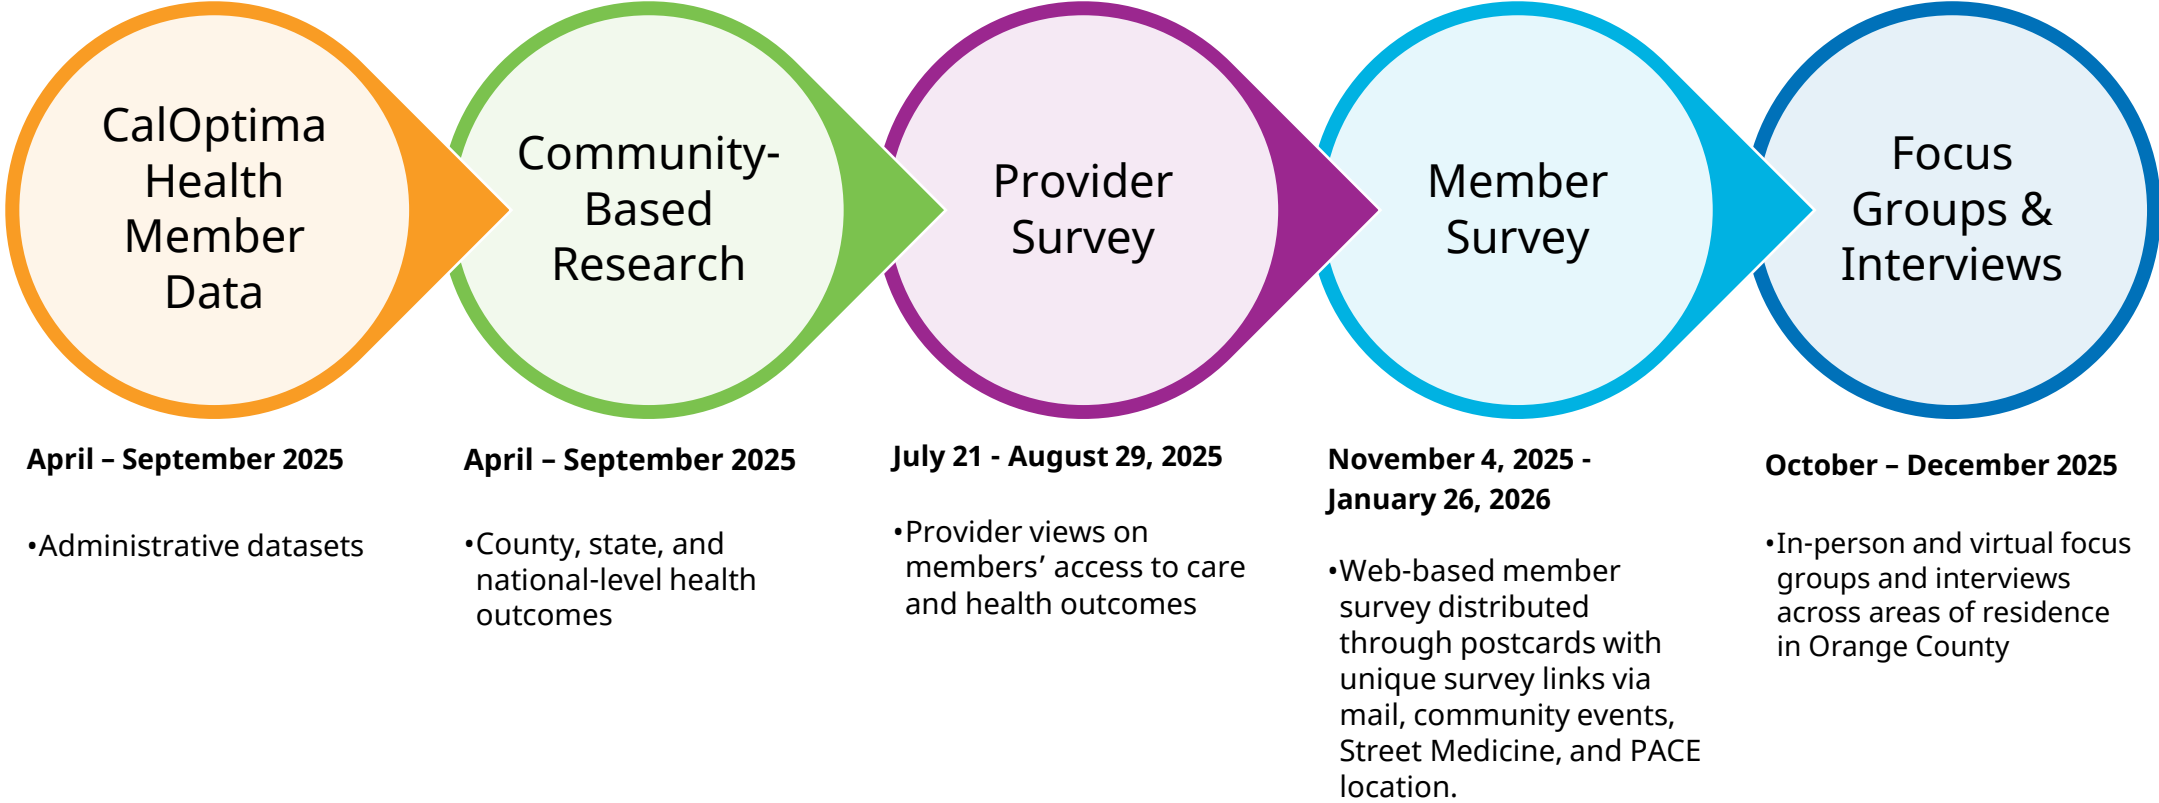 CalOptima
Health
Member
Data
Community-
Based
Research
Provider
Survey
Member
Survey
Focus
Groups &
Interviews
April – September 2025
•Administrative datasets
April – September 2025
•County, state, and
national-level health
outcomes
July 21 - August 29, 2025
•Provider views on
members’ access to care
and health outcomes
November 4, 2025 -
January 26, 2026
•Web-based member
survey distributed
through postcards with
unique survey links via
mail, community events,
Street Medicine, and PACE
location.
October – December 2025
•In-person and virtual focus
groups and interviews
across areas of residence
in Orange County